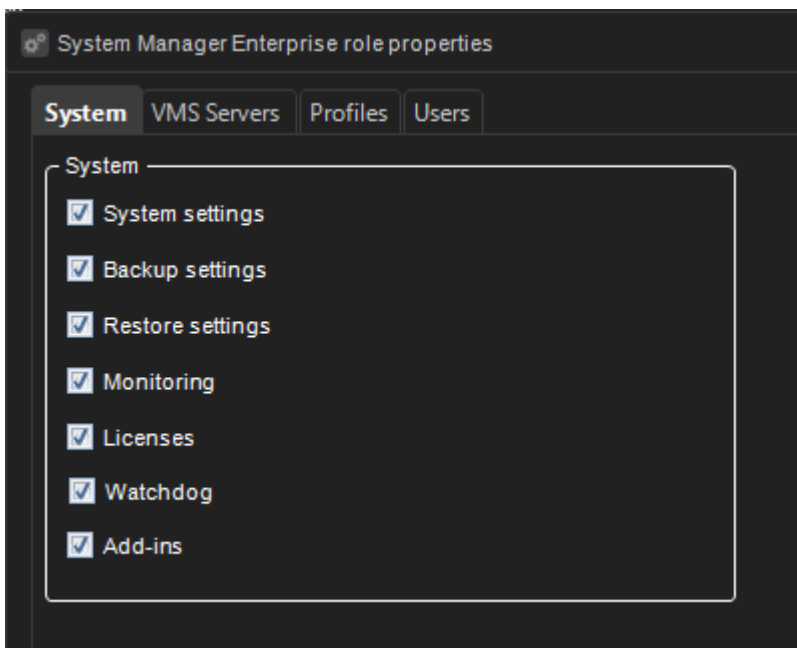 System Manager Enterprise role properties
System VMS Servers Profiles Users
System
System settings
Backup settings
Restore settings
Monitoring
Licenses
Watchdog
Add-ins